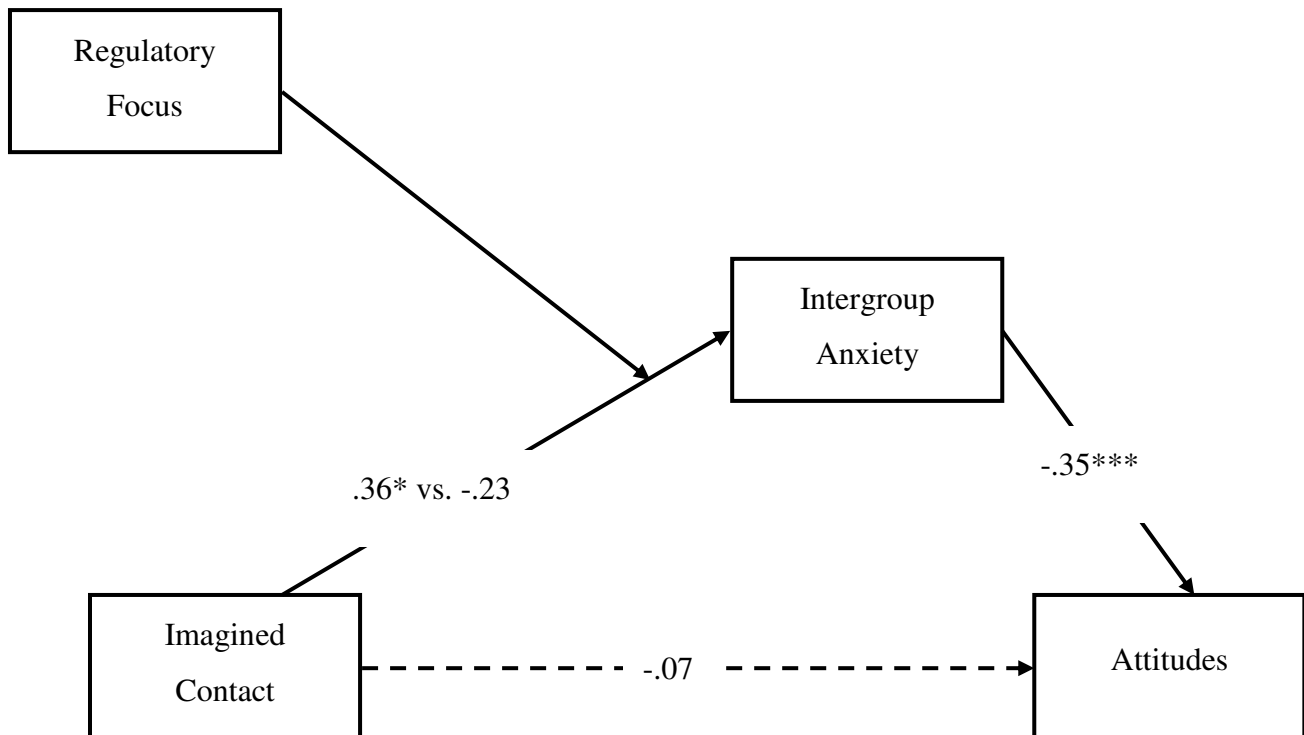 Regulatory
Focus
Intergroup
Anxiety
-.35***
.36* vs. -.23
Imagined
Contact
-.07
Attitudes